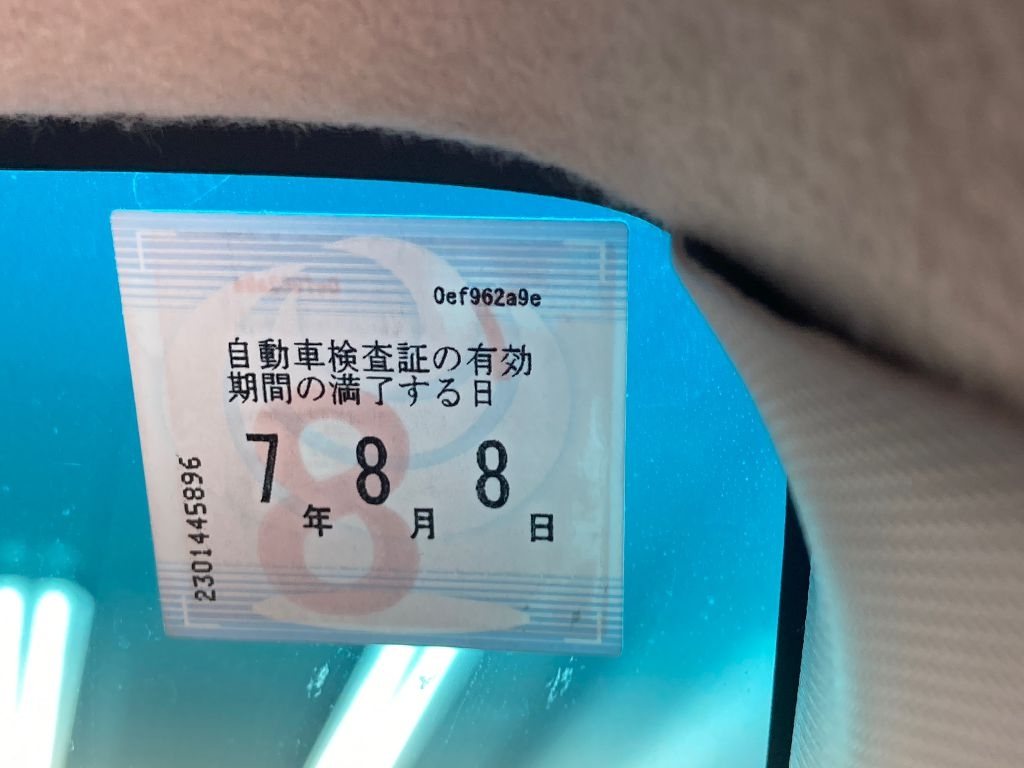 0ef962a9e
自動車検査証の有効
期間の満了する日
7年 8月 8日
2301445896
8